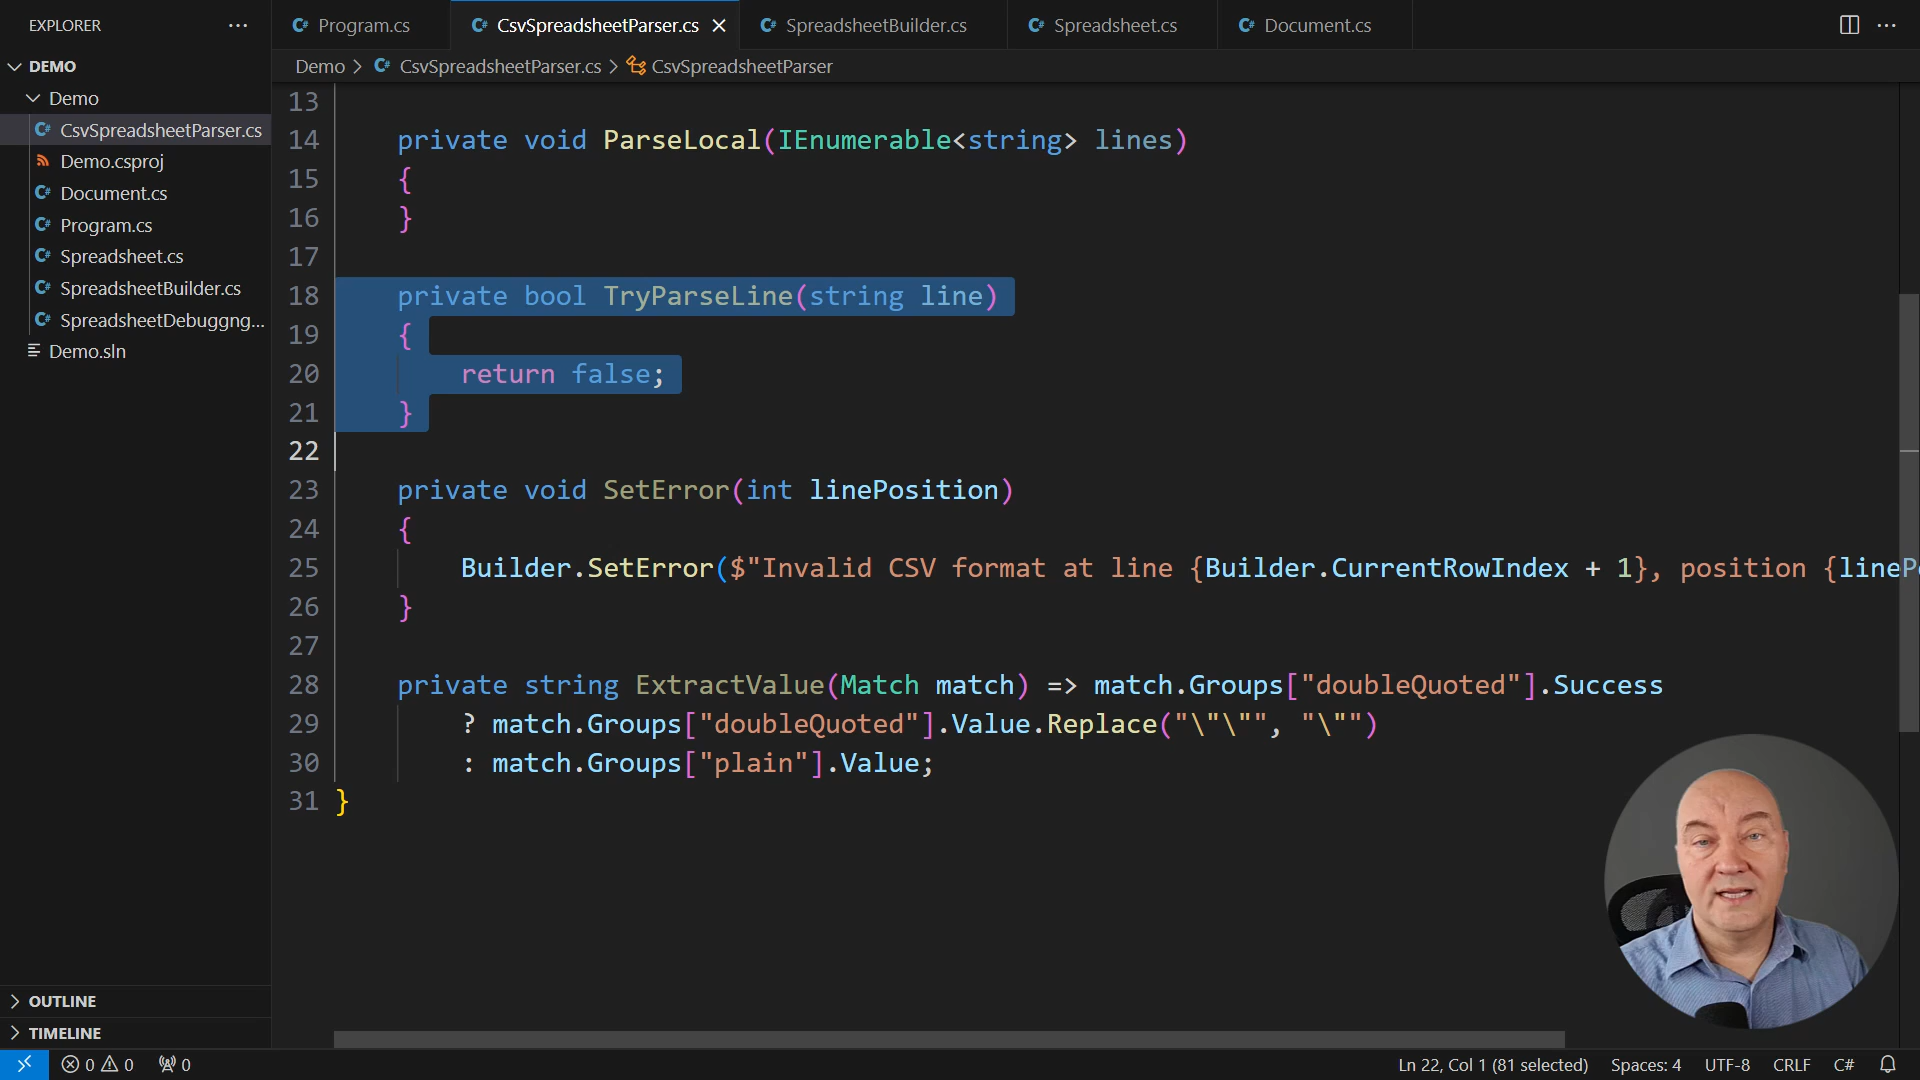 EXPLORER
DEMO
Demo
CsvSpreadsheetParser.cs
Demo.csproj
Document.cs
Program.cs
Spreadsheet.cs
SpreadsheetBuilder.cs
SpreadsheetDebuggng...
Demo.sln
OUTLINE
TIMELINE
Program.cs
CsvSpreadsheetParser.cs
SpreadsheetBuilder.cs
Spreadsheet.cs
Document.cs
Demo > CsvSpreadsheetParser.cs > CsvSpreadsheetParser
13
14 private void ParseLocal(IEnumerable<string> lines)
15 {
16 }
17
18 private bool TryParseLine(string line)
19 {
20 return false;
21 }
22
23 private void SetError(int linePosition)
24 {
25 Builder.SetError($"Invalid CSV format at line {Builder.CurrentRowIndex + 1}, position {lineP
26 }
27
28 private string ExtractValue(Match match) => match.Groups["doubleQuoted"].Success
29 ? match.Groups["doubleQuoted"].Value.Replace("\"\"", "\"")
30 : match.Groups["plain"].Value;
31 }
0 0 0
Ln 22, Col 1 (81 selected)
Spaces: 4
UTF-8
CRLF
C#